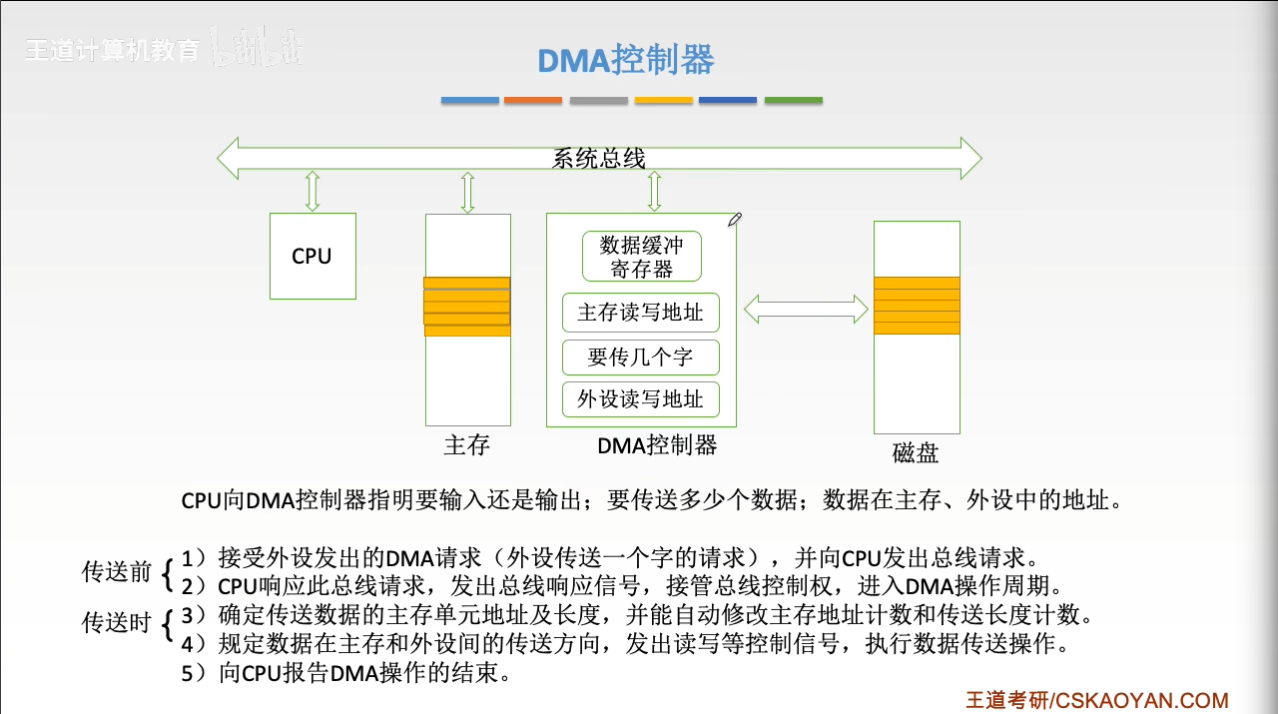 王道计算机教育 bilibili
DMA控制器
系统总线
CPU
数据缓冲
寄存器
主存读写地址
要传几个字
外设读写地址
主存
DMA控制器
磁盘
CPU向DMA控制器指明要输入还是输出；要传送多少个数据；数据在主存、外设中的地址。
传送前
1）接受外设发出的DMA请求（外设传送一个字的请求），并向CPU发出总线请求。
2）CPU响应此总线请求，发出总线响应信号，接管总线控制权，进入DMA操作周期。
传送时
3）确定传送数据的主存单元地址及长度，并能自动修改主存地址计数和传送长度计数。
4）规定数据在主存和外设间的传送方向，发出读写等控制信号，执行数据传送操作。
5）向CPU报告DMA操作的结束。
王道考研/CSKAOYAN.COM